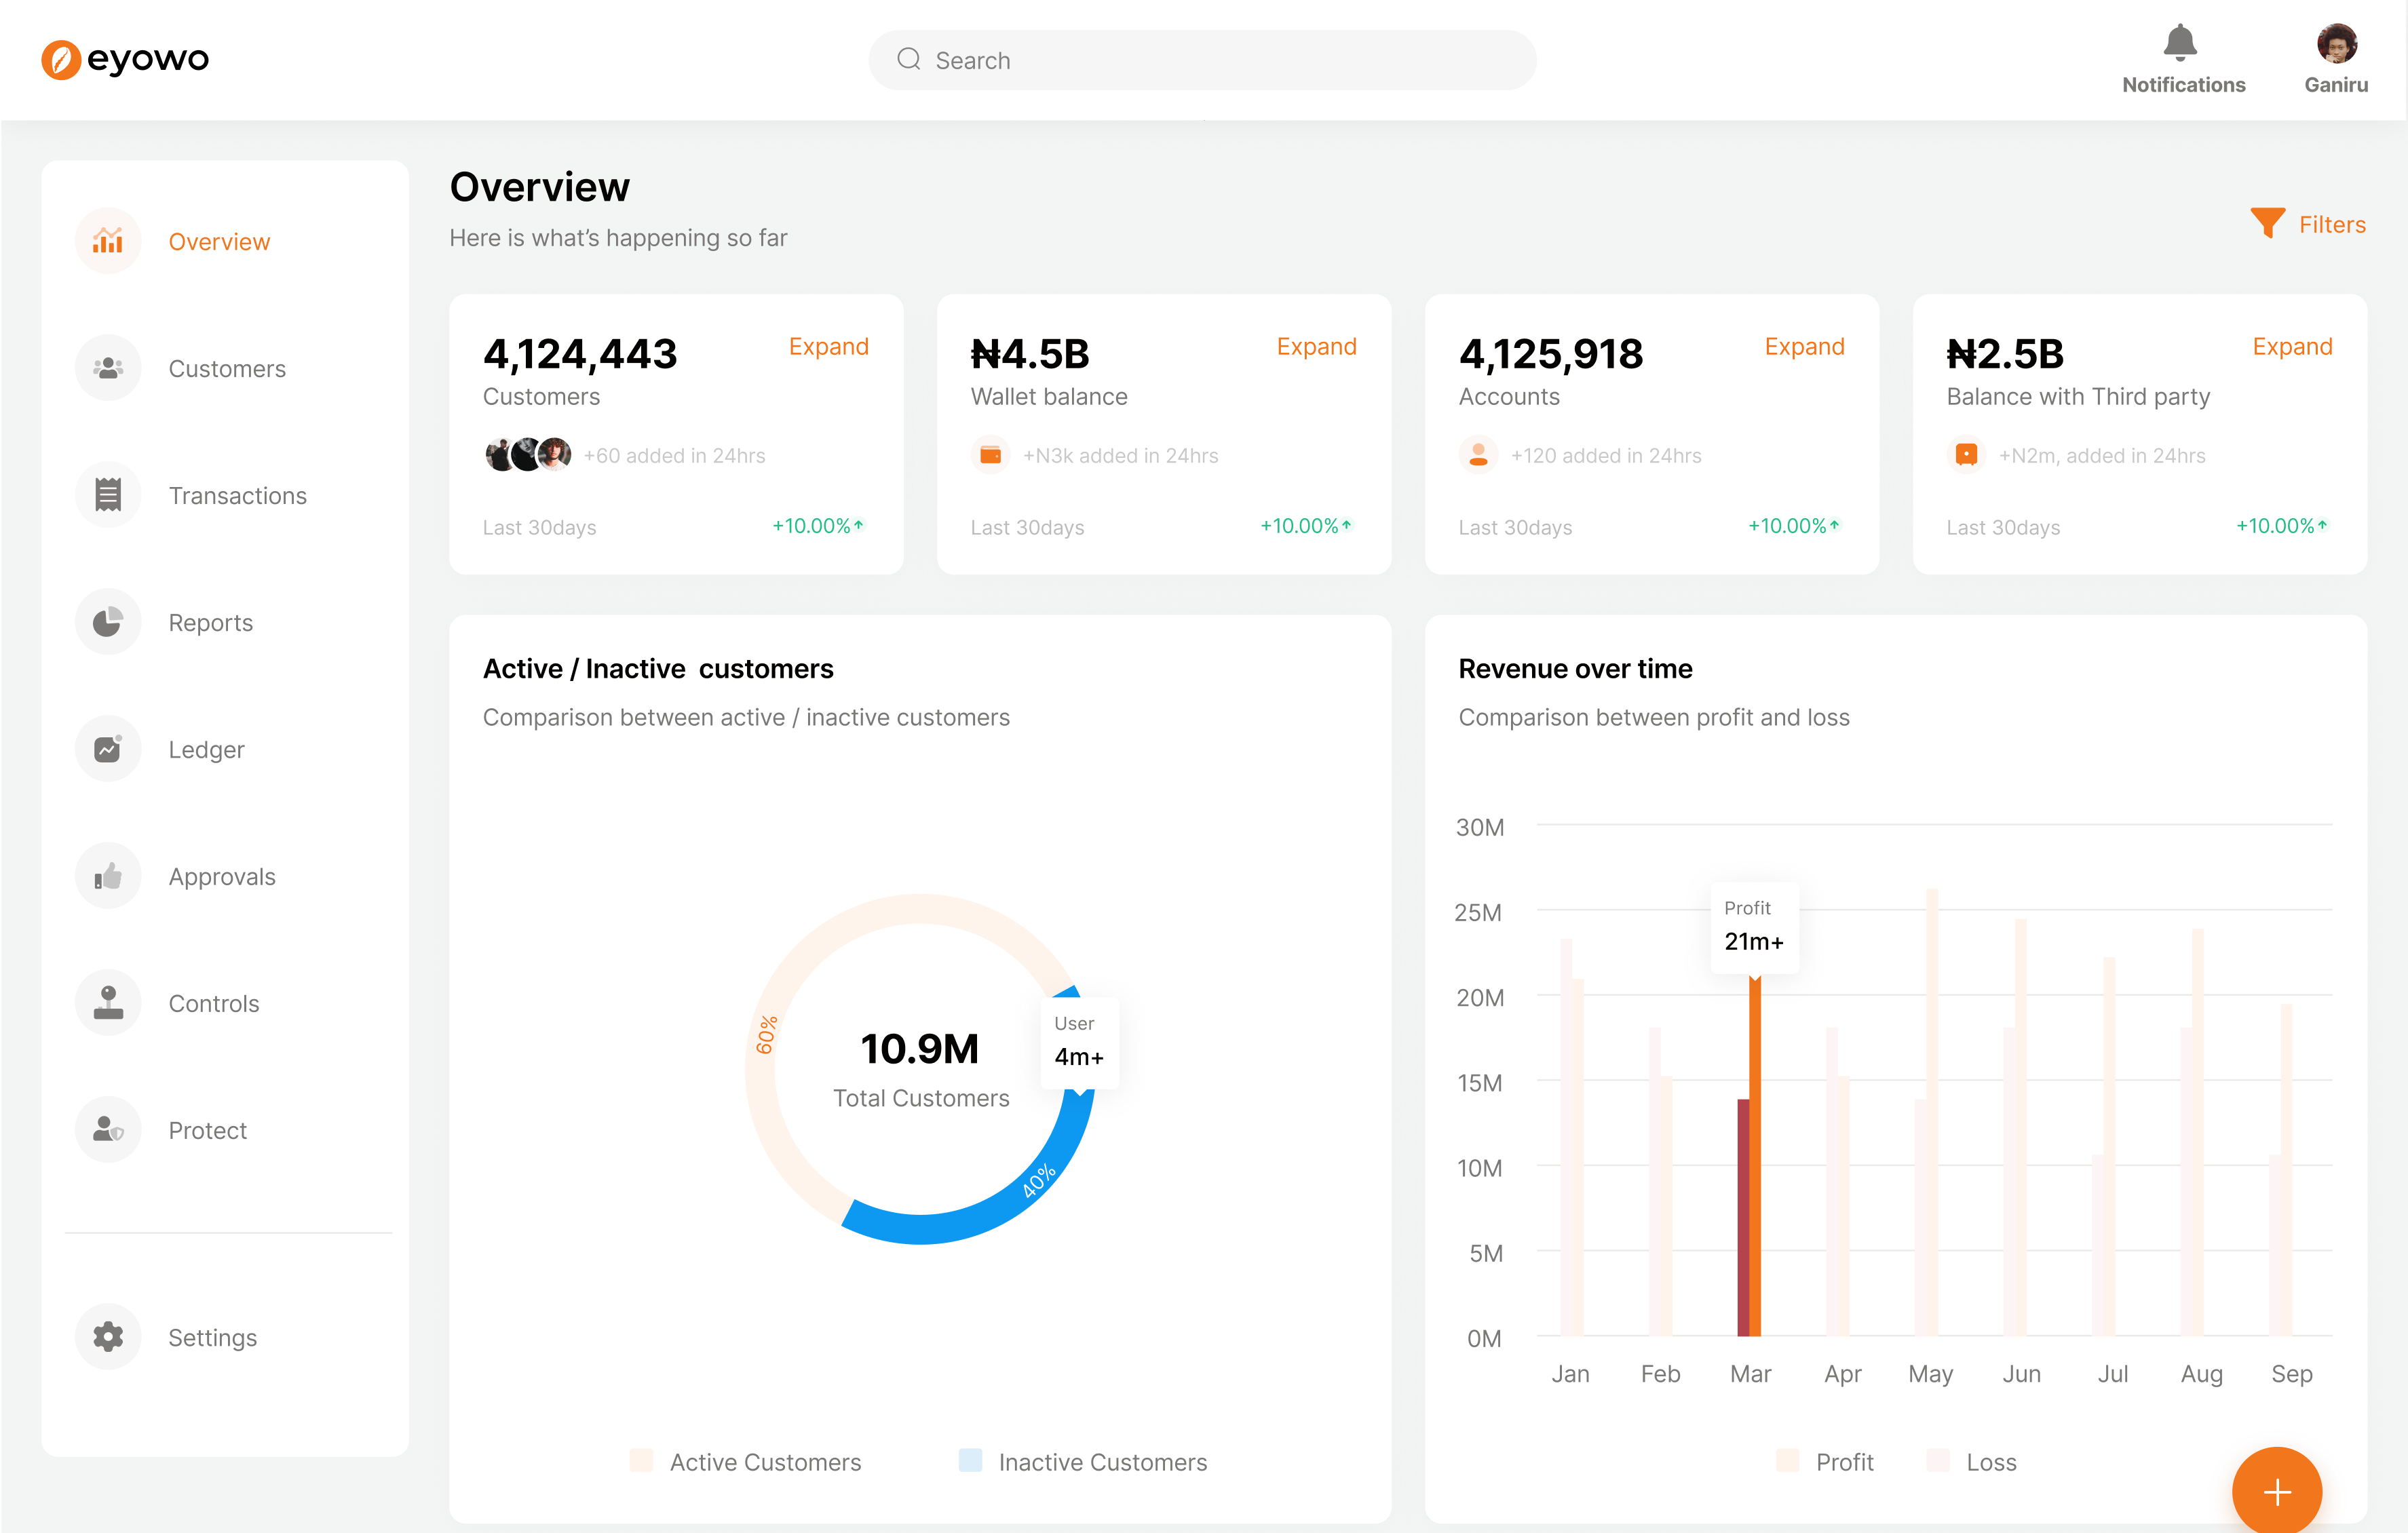 eyowo
Search
Notifications
Ganiru
Overview
Customers
Transactions
Reports
Ledger
Approvals
Controls
Protect
Settings
Overview
Here is what’s happening so far
Filters
4,124,443
Expand
Customers
+60 added in 24hrs
Last 30days
+10.00%
₦4.5B
Expand
Wallet balance
+N3k added in 24hrs
Last 30days
+10.00%
4,125,918
Expand
Accounts
+120 added in 24hrs
Last 30days
+10.00%
₦2.5B
Expand
Balance with Third party
+N2m, added in 24hrs
Last 30days
+10.00%
Active / Inactive  customers
Comparison between active / inactive customers
60%
10.9M
Total Customers
User
4m+
40%
Active Customers
Inactive Customers
Revenue over time
Comparison between profit and loss
30M
25M
20M
15M
10M
5M
0M
Profit
21m+
Jan Feb Mar Apr May Jun Jul Aug Sep
Profit
Loss